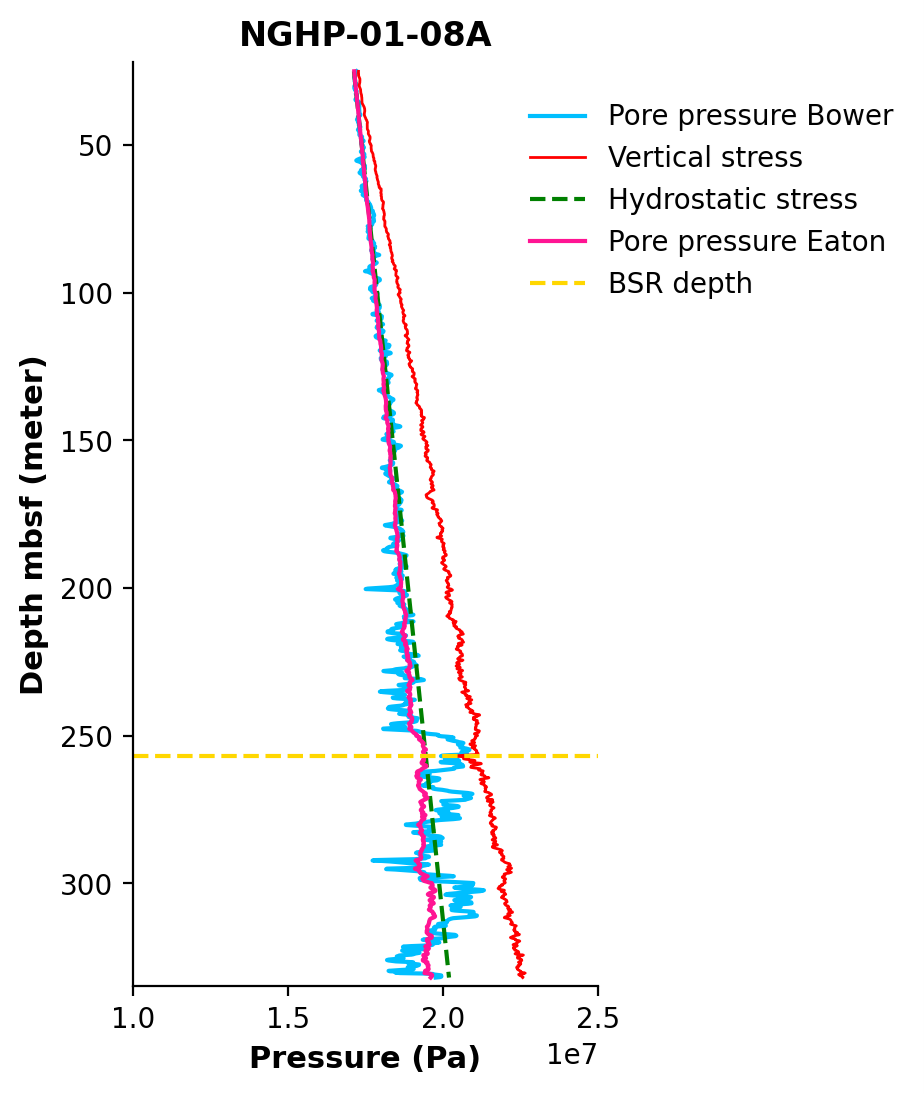 NGHP-01-08A
Pore pressure Bower
Vertical stress
Hydrostatic stress
Pore pressure Eaton
BSR depth
Depth mbsf (meter)
50
100
150
200
250
300
1.0 1.5 2.0 2.5
1e7
Pressure (Pa)